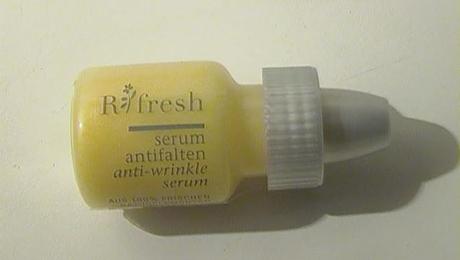 Refresh
serum
antifalten
anti-wrinkle
serum
AUS 100% FRISCHEN